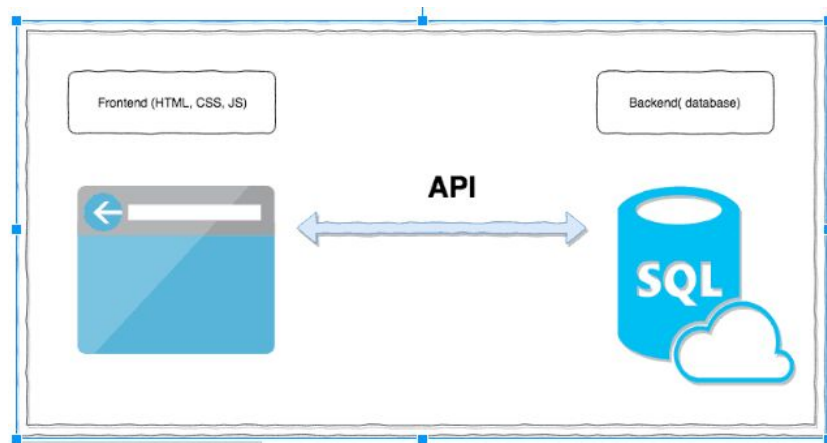 Frontend (HTML, CSS, JS)
Backend( database)
API
SQL